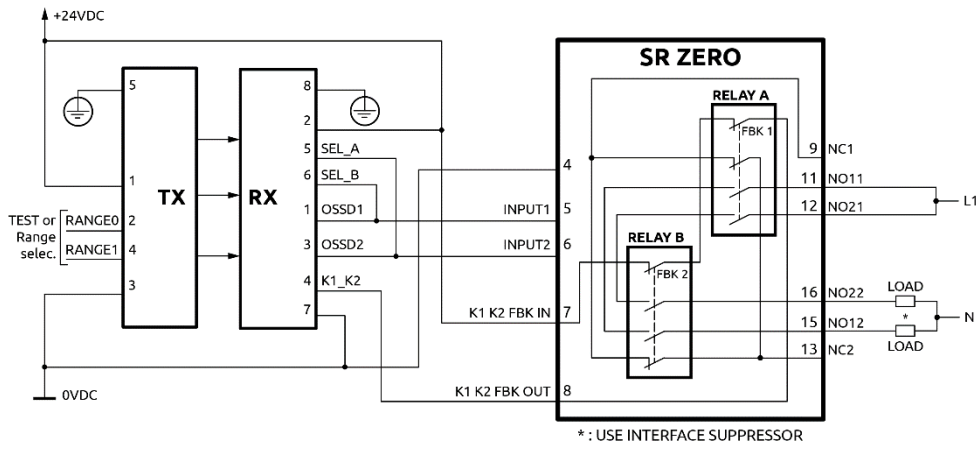 +24VDC
SR ZERO
RELAY A
FBK 1
5
8
2
5 SEL_A
6 SEL_B
1 OSSD1
3 OSSD2
4 K1_K2
7
TX
RX
1
TEST or
Range
selec.
RANGE0 2
RANGE1 4
3
0VDC
4
INPUT1 5
INPUT2 6
K1 K2 FBK IN 7
K1 K2 FBK OUT 8
RELAY B
FBK 2
9 NC1
11 NO11
12 NO21
L1
16 NO22
15 NO12
13 NC2
LOAD
*
LOAD
N
* : USE INTERFACE SUPPRESSOR